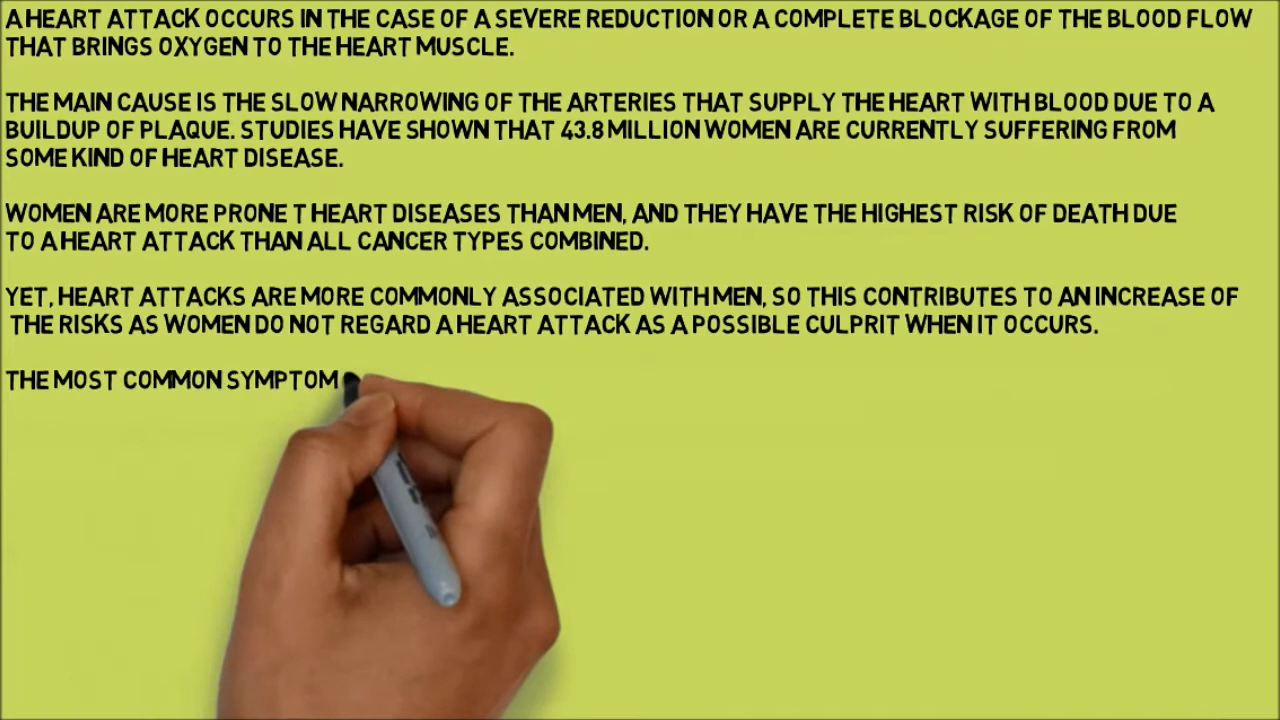 A HEART ATTACK OCCURS IN THE CASE OF A SEVERE REDUCTION OR A COMPLETE BLOCKAGE OF THE BLOOD FLOW
THAT BRINGS OXYGEN TO THE HEART MUSCLE.
THE MAIN CAUSE IS THE SLOW NARROWING OF THE ARTERIES THAT SUPPLY THE HEART WITH BLOOD DUE TO A
BUILDUP OF PLAQUE. STUDIES HAVE SHOWN THAT 43.8 MILLION WOMEN ARE CURRENTLY SUFFERING FROM
SOME KIND OF HEART DISEASE.
WOMEN ARE MORE PRONE T HEART DISEASES THAN MEN, AND THEY HAVE THE HIGHEST RISK OF DEATH DUE
TO A HEART ATTACK THAN ALL CANCER TYPES COMBINED.
YET, HEART ATTACKS ARE MORE COMMONLY ASSOCIATED WITH MEN, SO THIS CONTRIBUTES TO AN INCREASE OF
THE RISKS AS WOMEN DO NOT REGARD A HEART ATTACK AS A POSSIBLE CULPRIT WHEN IT OCCURS.
THE MOST COMMON SYMPTOM